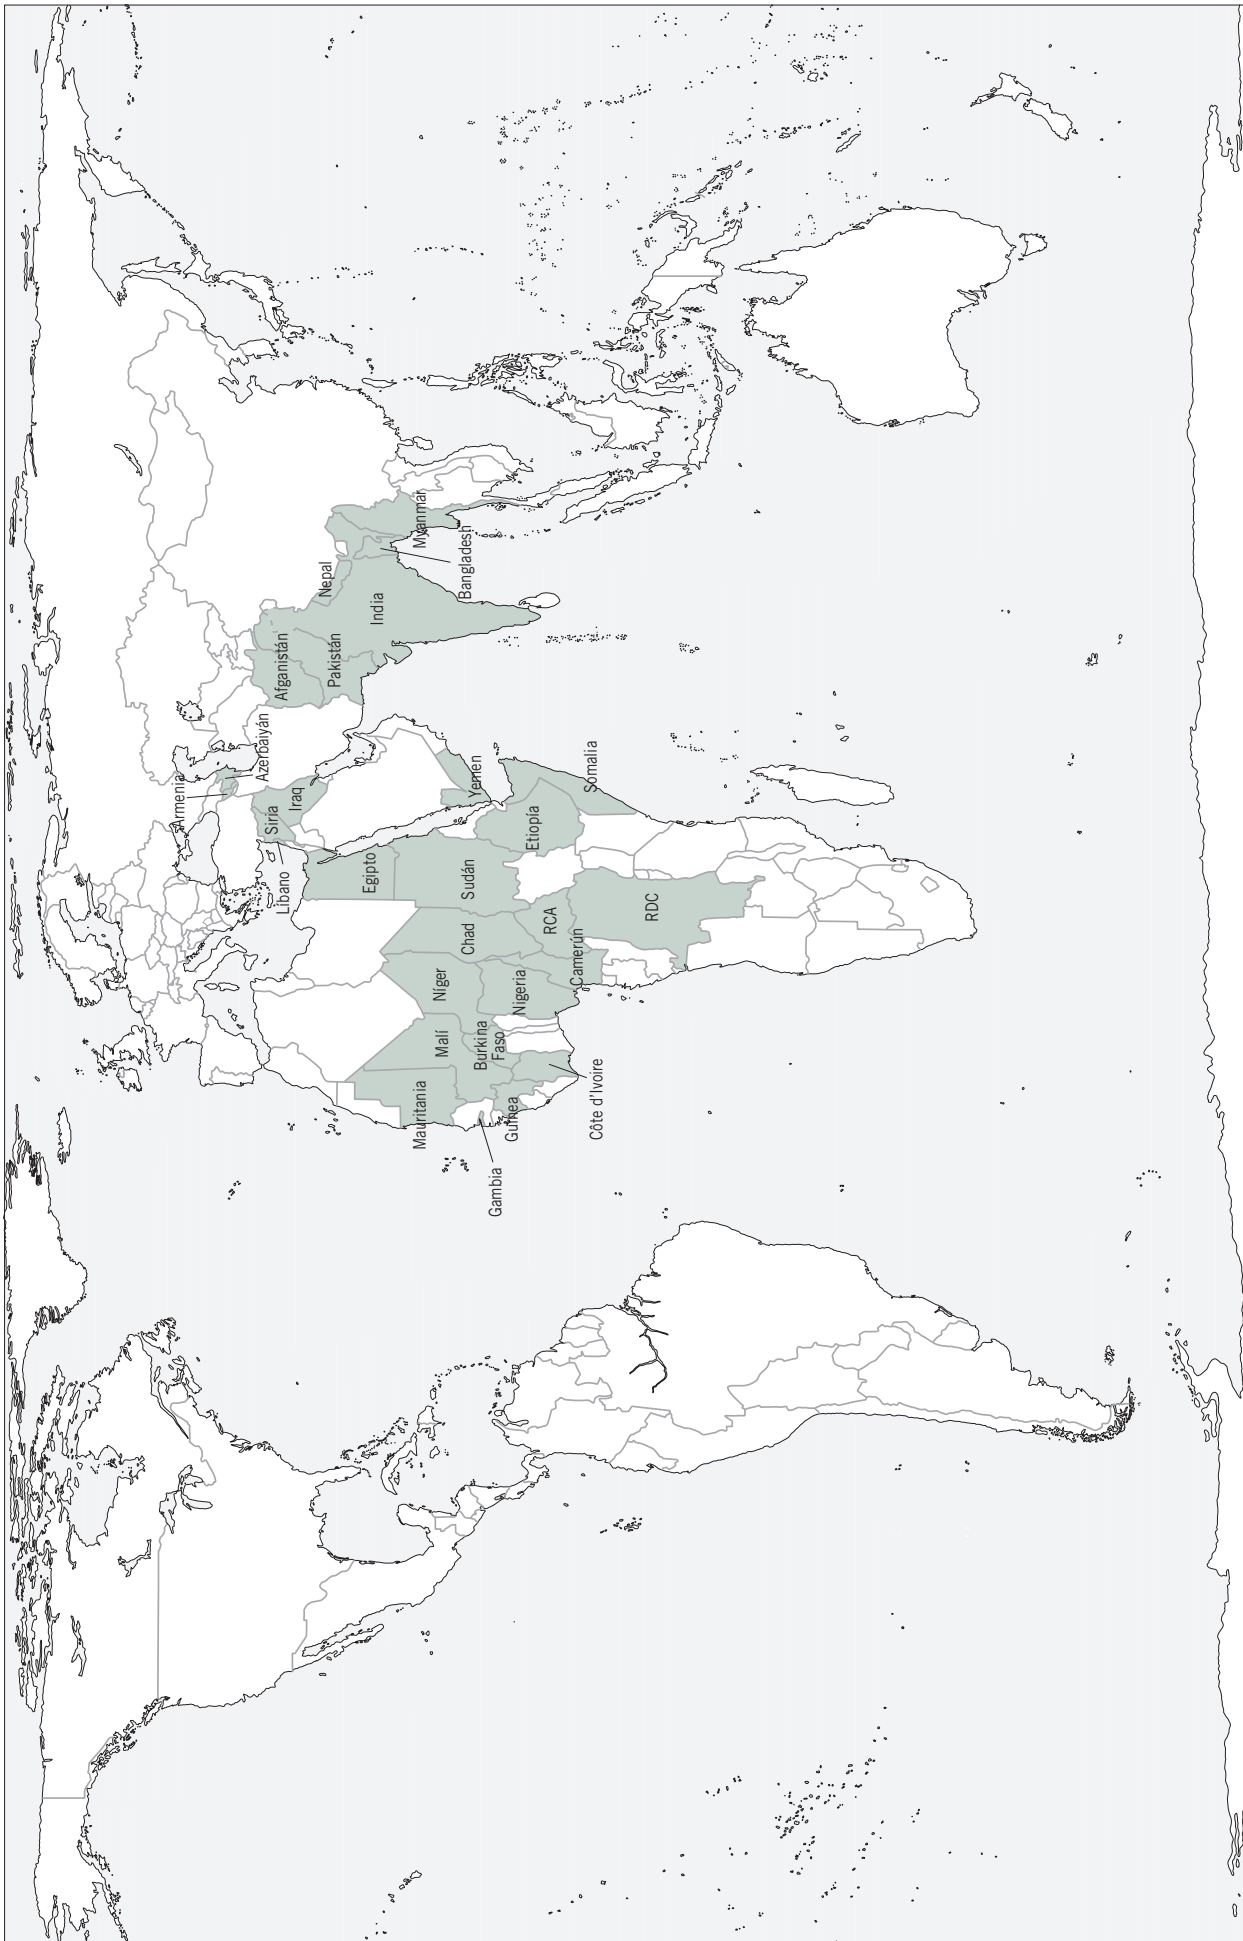 Armenia
Azerbaiyán
Siria
Iraq
Líbano
Afganistán
Pakistán
Nepal
India
Bangladesh
Myanmar
Egipto
Yemen
Mauritania
Malí
Níger
Chad
Sudán
Gambia
Guinea
Burkina
Faso
Nigeria
RCA
Etiopía
Somalia
Côte d'Ivoire
Camerún
RDC